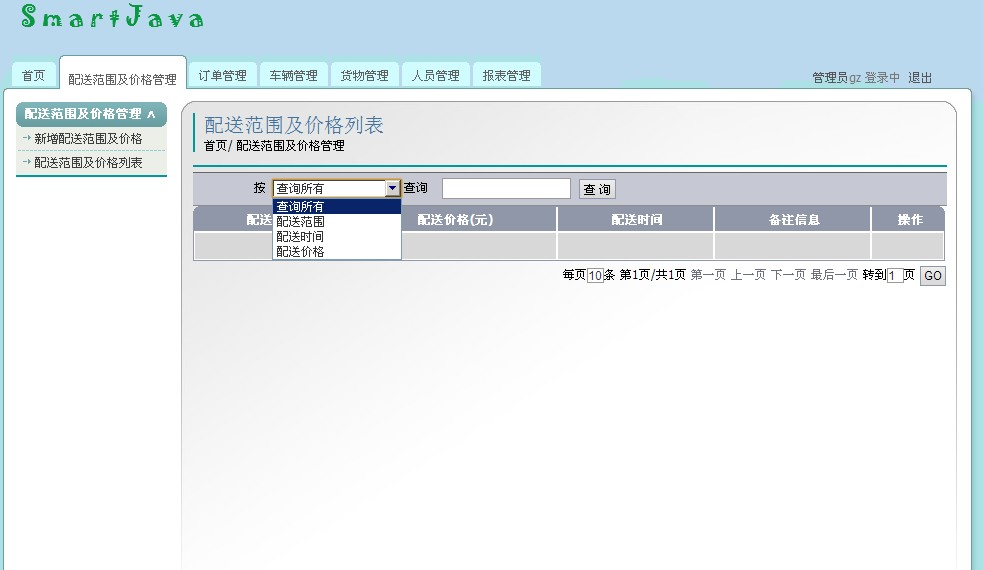 SmartJava
首页 配送范围及价格管理 订单管理 车辆管理 货物管理 人员管理 报表管理 管理员gz 登录中 退出
配送范围及价格管理
新增配送范围及价格
配送范围及价格列表
配送范围及价格列表
首页/ 配送范围及价格管理
按 查询所有 查询 查 询
查询所有
配送范围
配送时间
配送价格
配送 配送价格(元) 配送时间 备注信息 操作
每页10条 第1页/共1页 第一页 上一页 下一页 最后一页 转到1页 GO